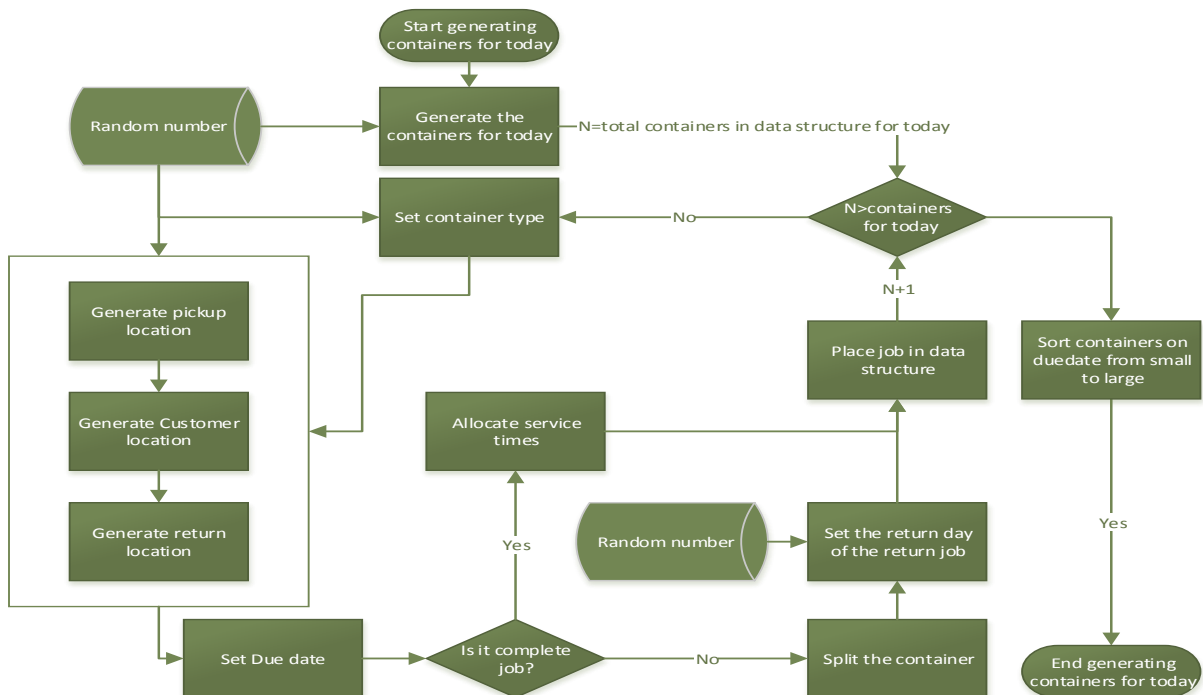 Start generating
containers for today
Random number
Generate the
containers for today
N=total containers in data structure for today
Set container type
No
N>containers
for today
Generate pickup
location
N+1
Place job in data
structure
Sort containers on
duedate from small
to large
Generate Customer
location
Allocate service
times
Generate return
location
Yes
Random number
Set the return day
of the return job
Yes
Set Due date
Is it complete
job?
No
Split the container
End generating
containers for today